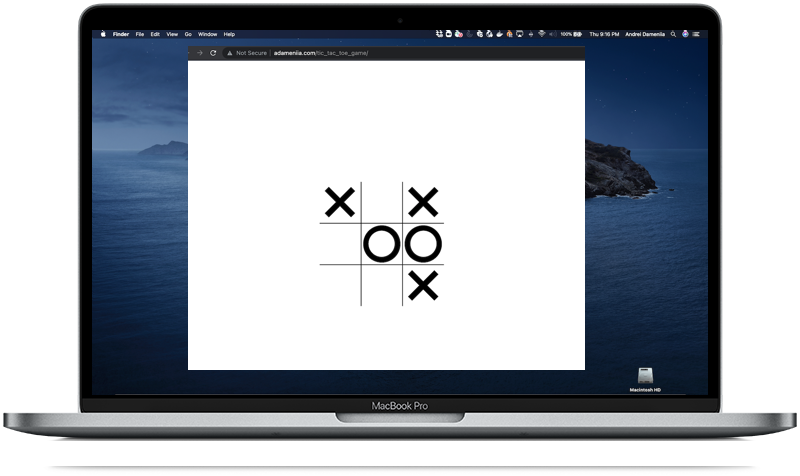 Finder File Edit View Go Window Help 100% Thu 9:16 PM Andrei Dameniia
Not Secure | adameniia.com/tic_tac_toe_game/
X X
O O
X
Macintosh HD
MacBook Pro